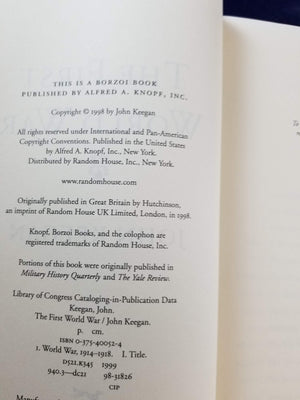 THIS IS A BORZOI BOOK
PUBLISHED BY ALFRED A. KNOPF, INC.
Copyright © 1998 by John Keegan
All rights reserved under International and Pan-American
Copyright Conventions. Published in the United States
by Alfred A. Knopf, Inc., New York.
Distributed by Random House, Inc., New York.
www.randomhouse.com
Originally published in Great Britain by Hutchinson,
an imprint of Random House UK Limited, London, in 1998.
Knopf, Borzoi Books, and the colophon are
registered trademarks of Random House, Inc.
Portions of this book were originally published in
Military History Quarterly and The Yale Review.
Library of Congress Cataloging-in-Publication Data
Keegan, John.
The First World War / John Keegan.
p. cm.
ISBN 0-375-40052-4
1. World War, 1914–1918. I. Title.
D521.K345 1999
940.3—dc21 98-31826
CIP
To